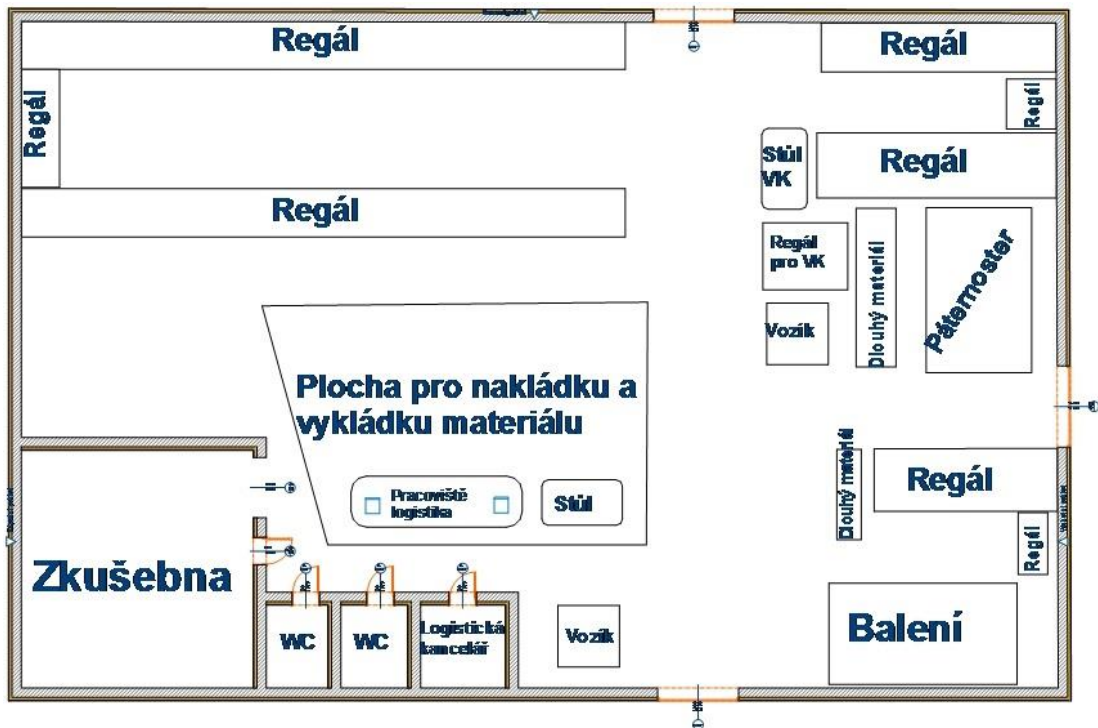 Regál
Regál
Regál
Regál
Stůl
VK
Regál
Regál
Regál
pro VK
Dlouhý materiál
Páternoster
Vozík
Plocha pro nakládku a
vykládku materiálu
Pracoviště
logistika
Stůl
Dlouhý materiál
Regál
Regál
Zkušebna
WC
WC
Logistická
kancelář
Vozík
Balení